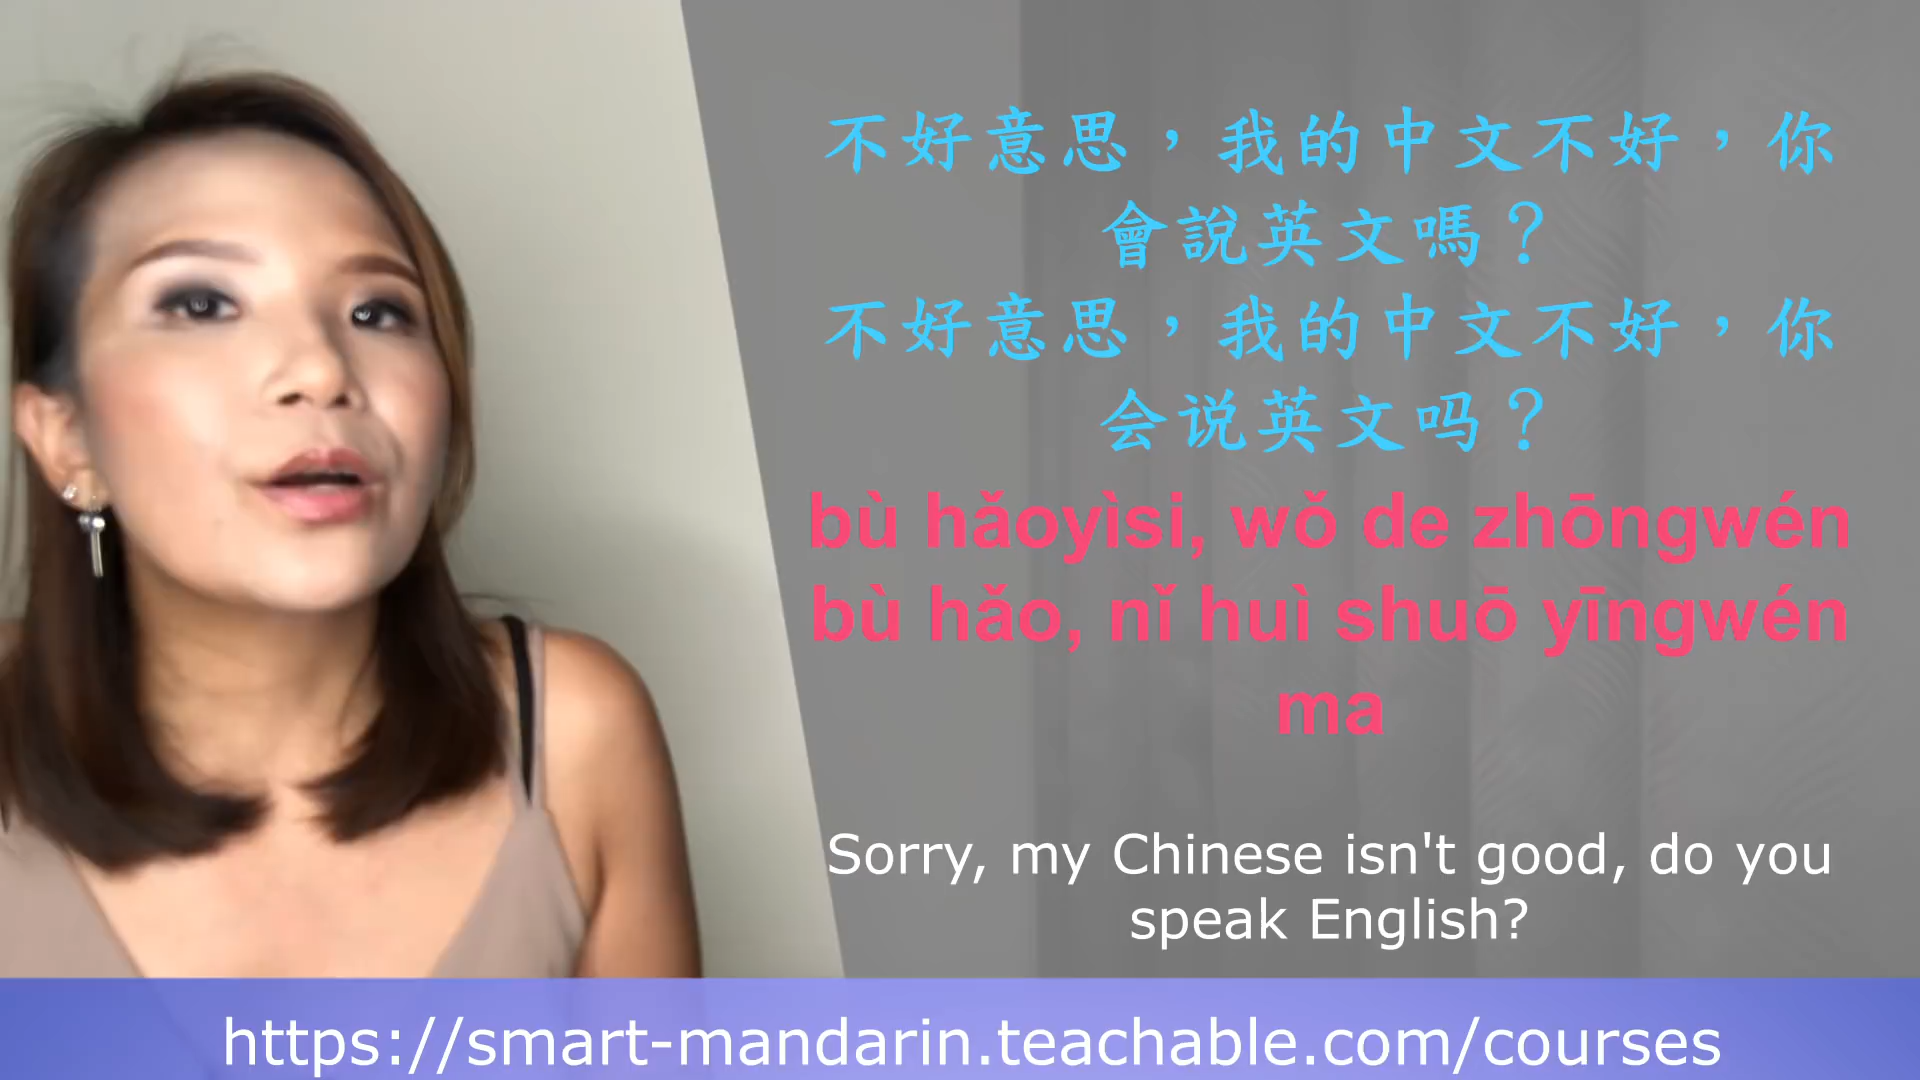 不好意思，我的中文不好，你
會說英文嗎？
不好意思，我的中文不好，你
会说英文吗？
bù hǎoyìsi, wǒ de zhōngwén
bù hǎo, nǐ huì shuō yīngwén
ma
Sorry, my Chinese isn't good, do you
speak English?
https://smart-mandarin.teachable.com/courses